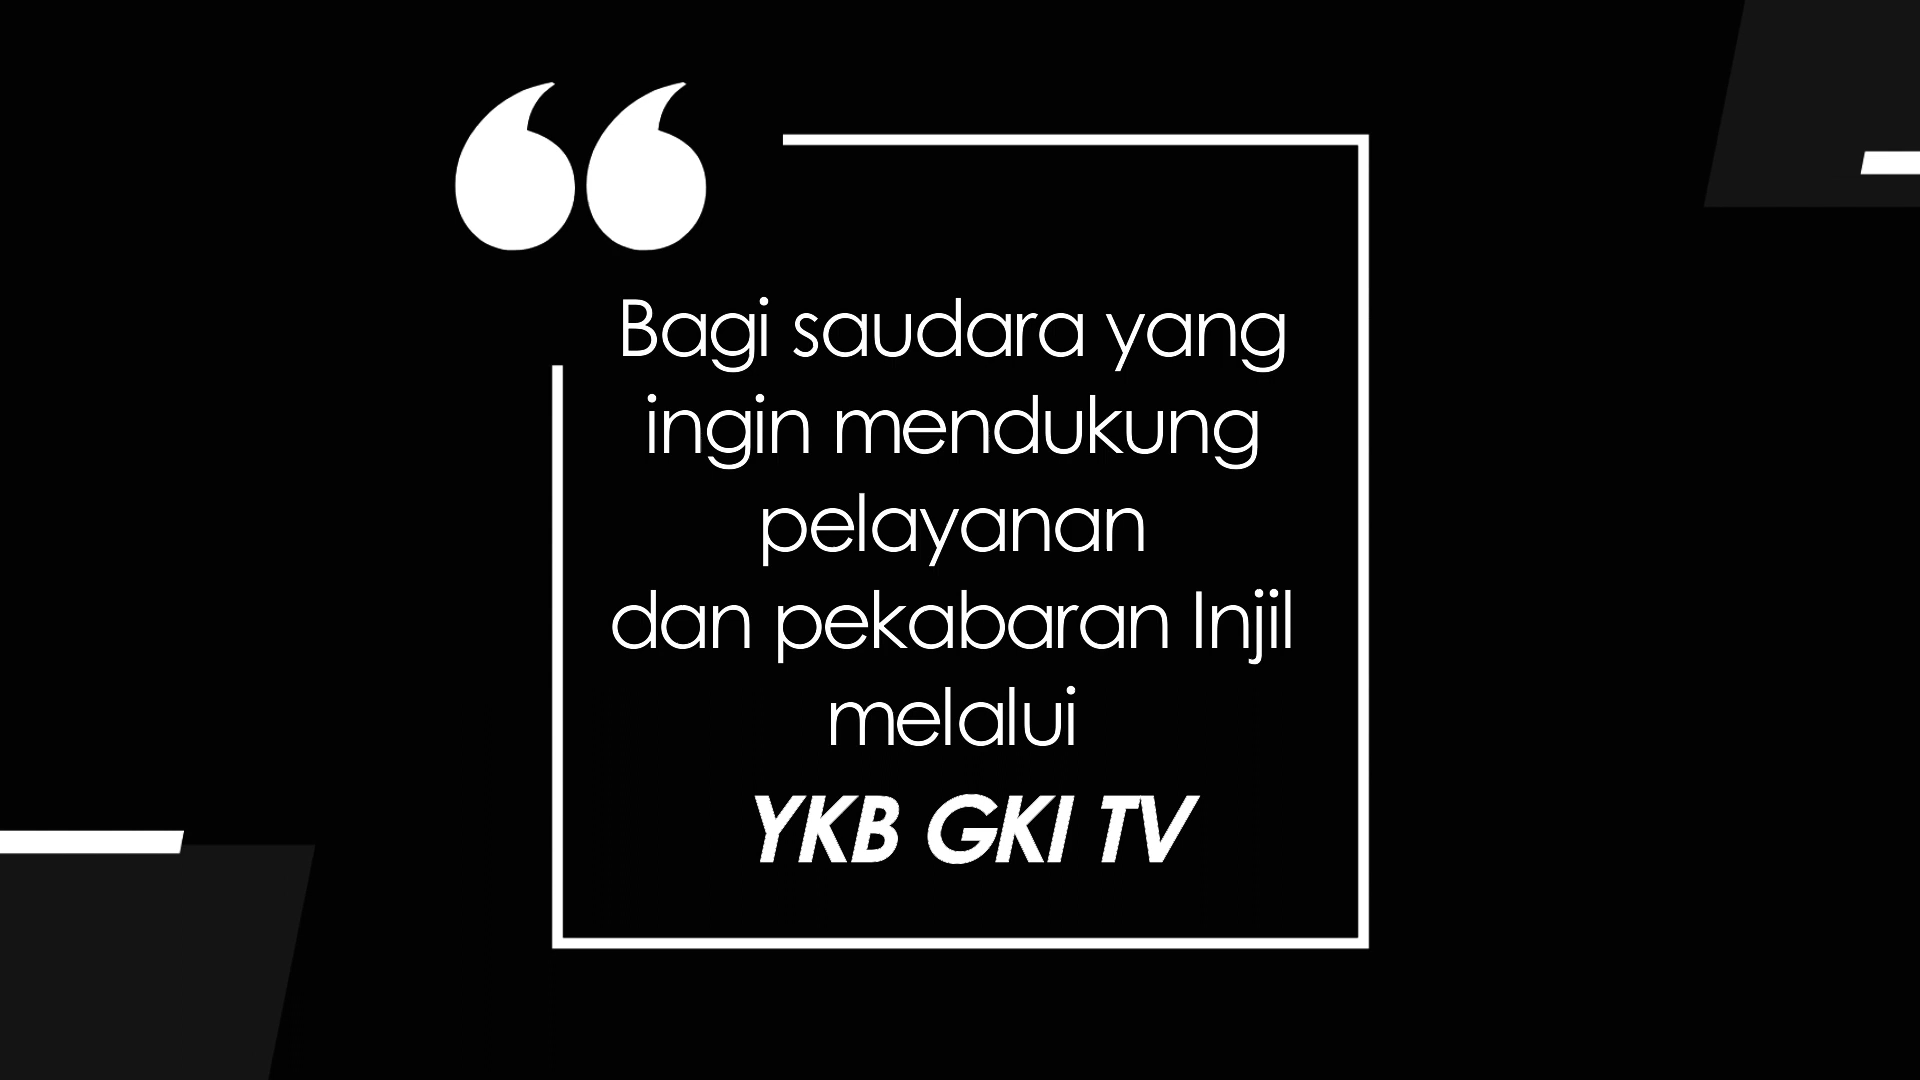 Bagi saudara yang
ingin mendukung
pelayanan
dan pekabaran Injil
melalui
YKB GKI TV